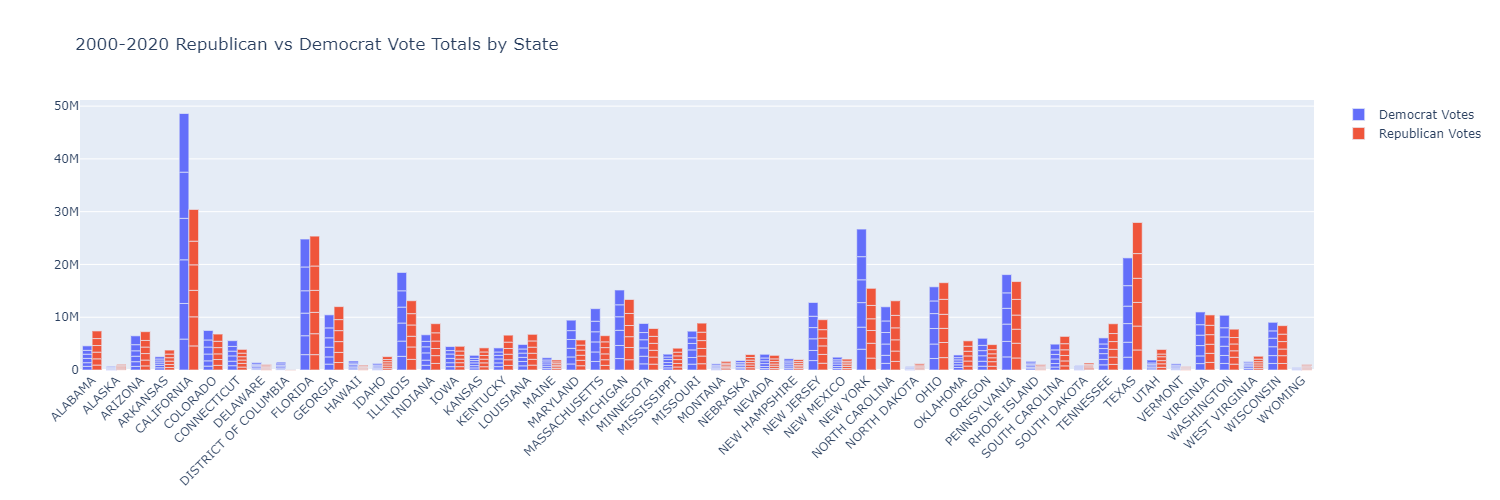 2000-2020 Republican vs Democrat Vote Totals by State
50M
40M
30M
20M
10M
0
Democrat Votes
Republican Votes
ALABAMA
ALASKA
ARIZONA
ARKANSAS
CALIFORNIA
COLORADO
CONNECTICUT
DELAWARE
DISTRICT OF COLUMBIA
FLORIDA
GEORGIA
HAWAII
IDAHO
ILLINOIS
INDIANA
IOWA
KANSAS
KENTUCKY
LOUISIANA
MAINE
MARYLAND
MASSACHUSETTS
MICHIGAN
MINNESOTA
MISSISSIPPI
MISSOURI
MONTANA
NEBRASKA
NEVADA
NEW HAMPSHIRE
NEW JERSEY
NEW MEXICO
NEW YORK
NORTH CAROLINA
NORTH DAKOTA
OHIO
OKLAHOMA
OREGON
PENNSYLVANIA
RHODE ISLAND
SOUTH CAROLINA
SOUTH DAKOTA
TENNESSEE
TEXAS
UTAH
VERMONT
VIRGINIA
WASHINGTON
WEST VIRGINIA
WISCONSIN
WYOMING